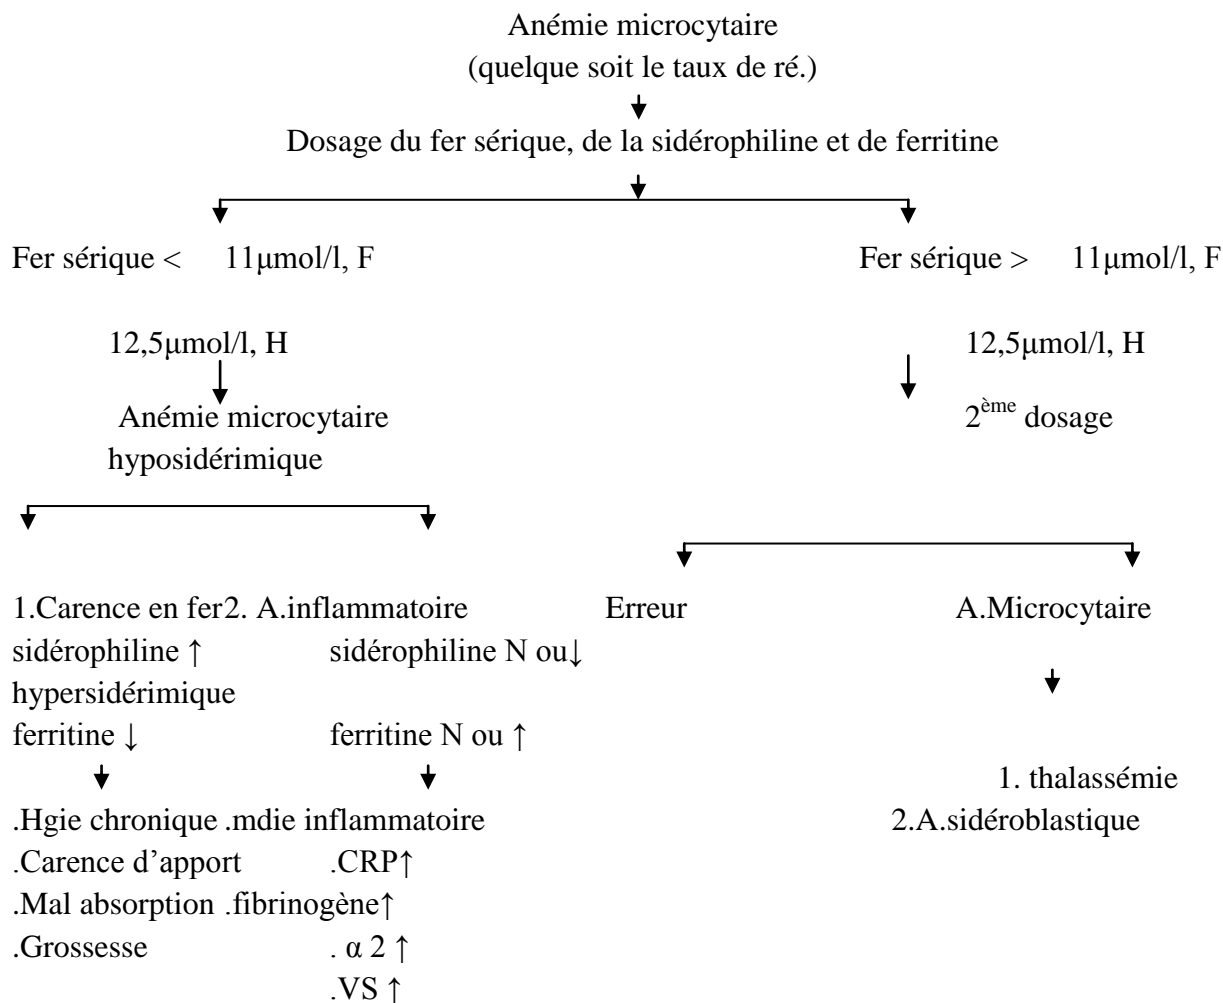 Anémie microcytaire
(quelque soit le taux de ré.)
Dosage du fer sérique, de la sidérophiline et de ferritine
Fer sérique < 11μmol/l, F Fer sérique > 11μmol/l, F
12,5μmol/l, H 12,5μmol/l, H
Anémie microcytaire 2ème dosage
hyposidérimique
1.Carence en fer2. A.inflammatoire Erreur A.Microcytaire
sidérophiline ↑ sidérophiline N ou↓
hypersidérimique
ferritine ↓ ferritine N ou ↑
1. thalassémie
.Hgie chronique .mdie inflammatoire 2.A.sidéroblastique
.Carence d’apport .CRP↑
.Mal absorption .fibrinogène↑
.Grossesse . α 2 ↑
.VS ↑